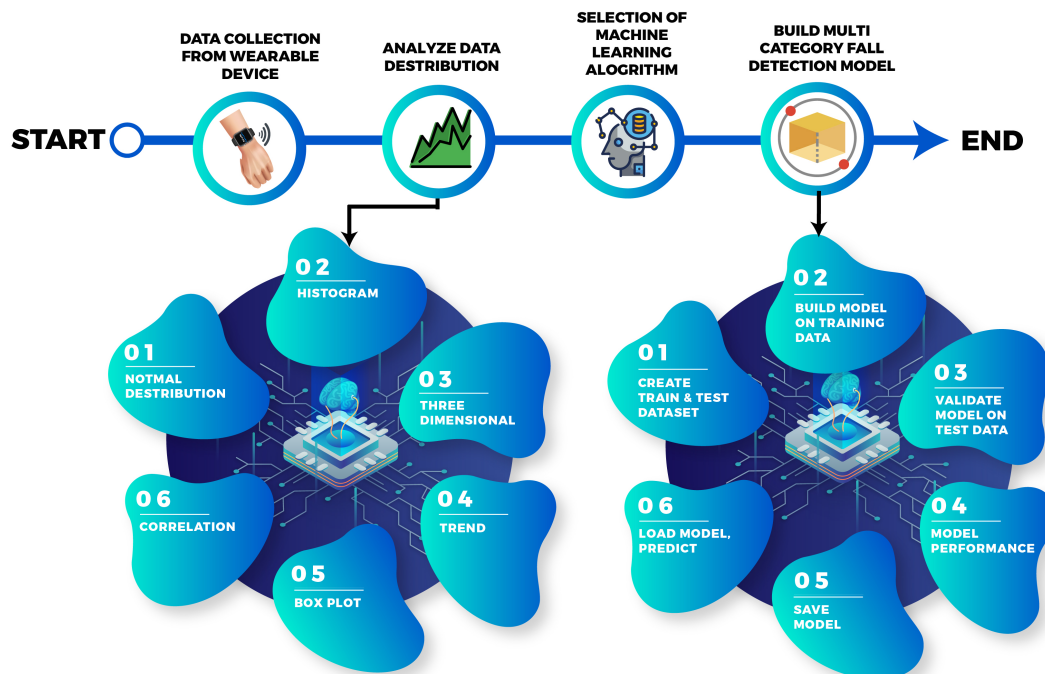 DATA COLLECTION
FROM WEARABLE
DEVICE
ANALYZE DATA
DESTRIBUTION
SELECTION OF
MACHINE
LEARNING
ALOGRITHM
BUILD MULTI
CATEGORY FALL
DETECTION MODEL
START
END
01
NOTMAL
DESTRIBUTION
02
HISTOGRAM
03
THREE
DIMENSIONAL
04
TREND
05
BOX PLOT
06
CORRELATION
01
CREATE
TRAIN & TEST
DATASET
02
BUILD MODEL
ON TRAINING
DATA
03
VALIDATE
MODEL ON
TEST DATA
04
MODEL
PERFORMANCE
05
SAVE
MODEL
06
LOAD MODEL,
PREDICT